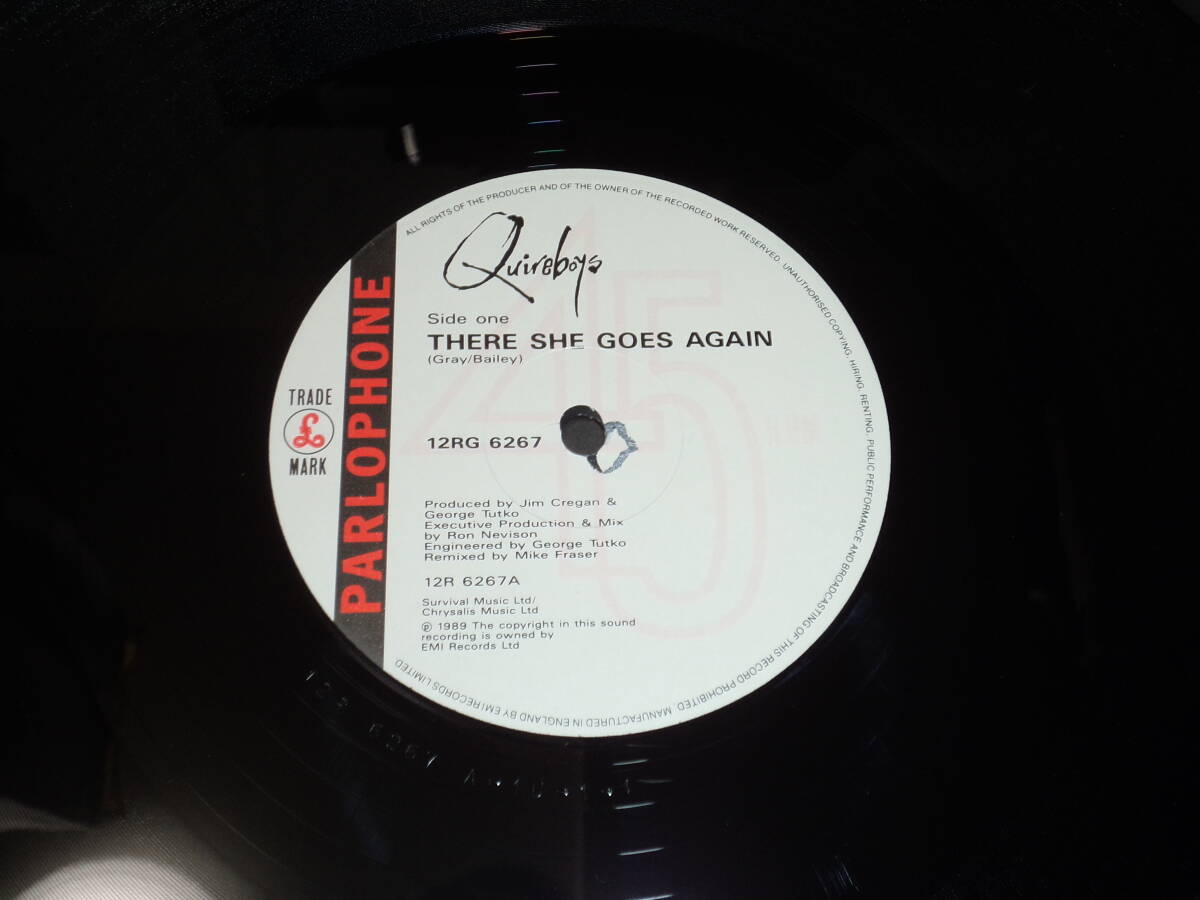 ALL RIGHTS OF THE PRODUCER AND OF THE OWNER OF THE RECORDED WORK RESERVED. UNAUTHORISED COPYING, HIRING, RENTING, PUBLIC PERFORMANCE AND BROADCASTING OF THIS RECORD PROHIBITED. MANUFACTURED IN ENGLAND BY EMI RECORDS LIMITED
Quireboys
Side one
THERE SHE GOES AGAIN
(Gray/Bailey)
45
PARLOPHONE
TRADE
£
MARK
12RG 6267
Produced by Jim Cregan &
George Tutko
Executive Production & Mix
by Ron Nevison
Engineered by George Tutko
Remixed by Mike Fraser
12R 6267A
Survival Music Ltd/
Chrysalis Music Ltd
℗ 1989 The copyright in this sound
recording is owned by
EMI Records Ltd